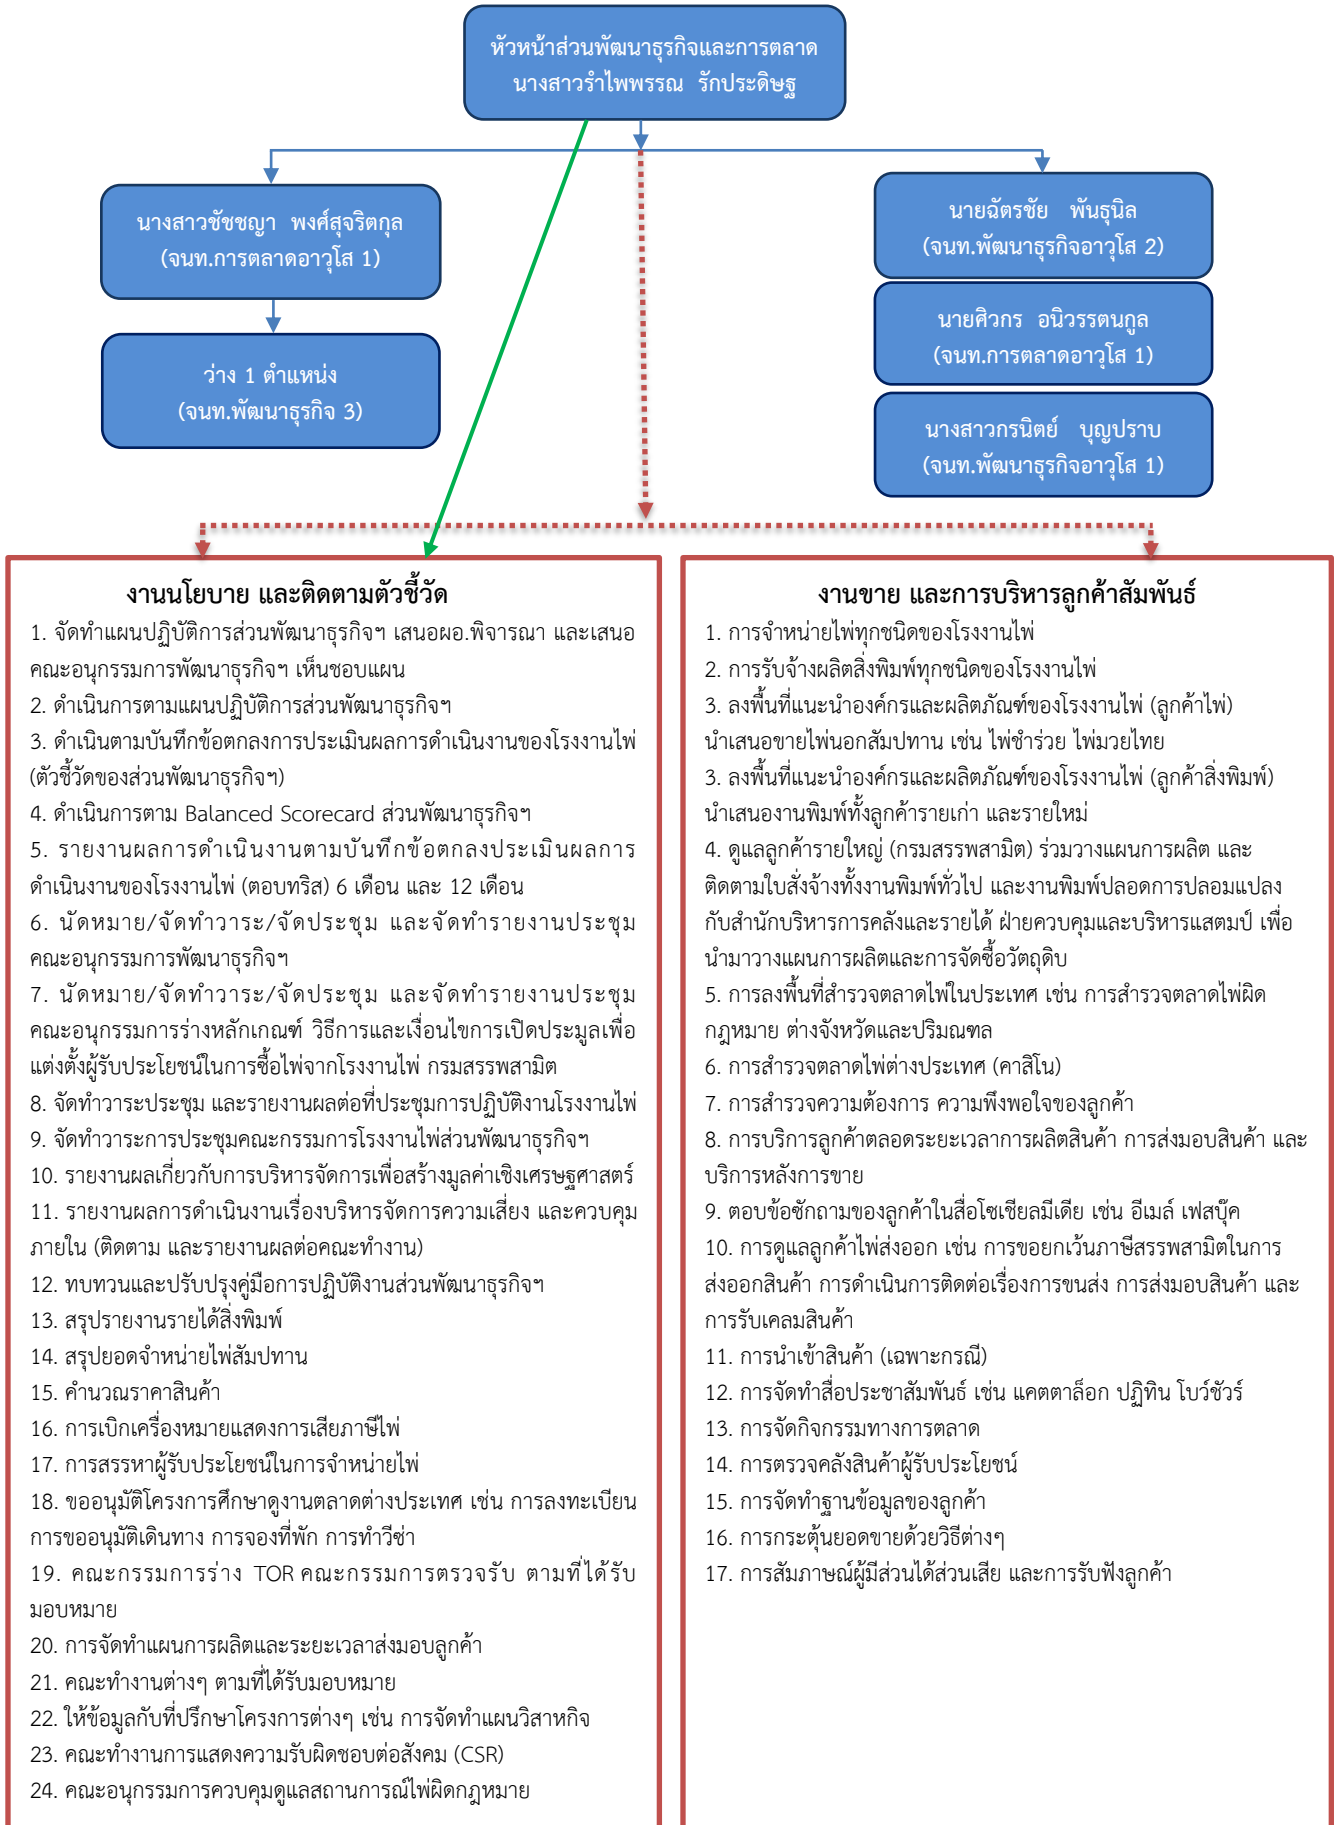 หัวหน้าส่วนพัฒนาธุรกิจและการตลาด
นางสาวรำไพพรรณ รักประดิษฐ
นางสาวชัชชญา พงศ์สุจริตกุล
(จนท.การตลาดอาวุโส 1)
ว่าง 1 ตำแหน่ง
(จนท.พัฒนาธุรกิจ 3)
นายฉัตรชัย พันธุนิล
(จนท.พัฒนาธุรกิจอาวุโส 2)
นายศิวกร อนิวรรตนกูล
(จนท.การตลาดอาวุโส 1)
นางสาวกรนิตย์ บุญปราบ
(จนท.พัฒนาธุรกิจอาวุโส 1)
งานนโยบาย และติดตามตัวชี้วัด
1. จัดทำแผนปฏิบัติการส่วนพัฒนาธุรกิจฯ เสนอผอ.พิจารณา และเสนอ
คณะอนุกรรมการพัฒนาธุรกิจฯ เห็นชอบแผน
2. ดำเนินการตามแผนปฏิบัติการส่วนพัฒนาธุรกิจฯ
3. ดำเนินตามบันทึกข้อตกลงการประเมินผลการดำเนินงานของโรงงานไพ่
(ตัวชี้วัดของส่วนพัฒนาธุรกิจฯ)
4. ดำเนินการตาม Balanced Scorecard ส่วนพัฒนาธุรกิจฯ
5. รายงานผลการดำเนินงานตามบันทึกข้อตกลงประเมินผลการ
ดำเนินงานของโรงงานไพ่ (ตอบทริส) 6 เดือน และ 12 เดือน
6. นัดหมาย/จัดทำวาระ/จัดประชุม และจัดทำรายงานประชุม
คณะอนุกรรมการพัฒนาธุรกิจฯ
7. นัดหมาย/จัดทำวาระ/จัดประชุม และจัดทำรายงานประชุม
คณะอนุกรรมการร่างหลักเกณฑ์ วิธีการและเงื่อนไขการเปิดประมูลเพื่อ
แต่งตั้งผู้รับประโยชน์ในการซื้อไพ่จากโรงงานไพ่ กรมสรรพสามิต
8. จัดทำวาระประชุม และรายงานผลต่อที่ประชุมการปฏิบัติงานโรงงานไพ่
9. จัดทำวาระการประชุมคณะกรรมการโรงงานไพ่ส่วนพัฒนาธุรกิจฯ
10. รายงานผลเกี่ยวกับการบริหารจัดการเพื่อสร้างมูลค่าเชิงเศรษฐศาสตร์
11. รายงานผลการดำเนินงานเรื่องบริหารจัดการความเสี่ยง และควบคุม
ภายใน (ติดตาม และรายงานผลต่อคณะทำงาน)
12. ทบทวนและปรับปรุงคู่มือการปฏิบัติงานส่วนพัฒนาธุรกิจฯ
13. สรุปรายงานรายได้สิ่งพิมพ์
14. สรุปยอดจำหน่ายไพ่สัมปทาน
15. คำนวณราคาสินค้า
16. การเบิกเครื่องหมายแสดงการเสียภาษีไพ่
17. การสรรหาผู้รับประโยชน์ในการจำหน่ายไพ่
18. ขออนุมัติโครงการศึกษาดูงานตลาดต่างประเทศ เช่น การลงทะเบียน
การขออนุมัติเดินทาง การจองที่พัก การทำวีซ่า
19. คณะกรรมการร่าง TOR คณะกรรมการตรวจรับ ตามที่ได้รับ
มอบหมาย
20. การจัดทำแผนการผลิตและระยะเวลาส่งมอบลูกค้า
21. คณะทำงานต่างๆ ตามที่ได้รับมอบหมาย
22. ให้ข้อมูลกับที่ปรึกษาโครงการต่างๆ เช่น การจัดทำแผนวิสาหกิจ
23. คณะทำงานการแสดงความรับผิดชอบต่อสังคม (CSR)
24. คณะอนุกรรมการควบคุมดูแลสถานการณ์ไพ่ผิดกฎหมาย
งานขาย และการบริหารลูกค้าสัมพันธ์
1. การจำหน่ายไพ่ทุกชนิดของโรงงานไพ่
2. การรับจ้างผลิตสิ่งพิมพ์ทุกชนิดของโรงงานไพ่
3. ลงพื้นที่แนะนำองค์กรและผลิตภัณฑ์ของโรงงานไพ่ (ลูกค้าไพ่)
นำเสนอขายไพ่นอกสัมปทาน เช่น ไพ่ชำร่วย ไพ่มวยไทย
3. ลงพื้นที่แนะนำองค์กรและผลิตภัณฑ์ของโรงงานไพ่ (ลูกค้าสิ่งพิมพ์)
นำเสนองานพิมพ์ทั้งลูกค้ารายเก่า และรายใหม่
4. ดูแลลูกค้ารายใหญ่ (กรมสรรพสามิต) ร่วมวางแผนการผลิต และ
ติดตามใบสั่งจ้างทั้งงานพิมพ์ทั่วไป และงานพิมพ์ปลอดการปลอมแปลง
กับสำนักบริหารการคลังและรายได้ ฝ่ายควบคุมและบริหารแสตมป์ เพื่อ
นำมาวางแผนการผลิตและการจัดซื้อวัตถุดิบ
5. การลงพื้นที่สำรวจตลาดไพ่ในประเทศ เช่น การสำรวจตลาดไพ่ผิด
กฎหมาย ต่างจังหวัดและปริมณฑล
6. การสำรวจตลาดไพ่ต่างประเทศ (คาสิโน)
7. การสำรวจความต้องการ ความพึงพอใจของลูกค้า
8. การบริการลูกค้าตลอดระยะเวลาการผลิตสินค้า การส่งมอบสินค้า และ
บริการหลังการขาย
9. ตอบข้อซักถามของลูกค้าในสื่อโซเชียลมีเดีย เช่น อีเมล์ เฟสบุ๊ค
10. การดูแลลูกค้าไพ่ส่งออก เช่น การขอยกเว้นภาษีสรรพสามิตในการ
ส่งออกสินค้า การดำเนินการติดต่อเรื่องการขนส่ง การส่งมอบสินค้า และ
การรับเคลมสินค้า
11. การนำเข้าสินค้า (เฉพาะกรณี)
12. การจัดทำสื่อประชาสัมพันธ์ เช่น แคตตาล็อก ปฏิทิน โบว์ชัวร์
13. การจัดกิจกรรมทางการตลาด
14. การตรวจคลังสินค้าผู้รับประโยชน์
15. การจัดทำฐานข้อมูลของลูกค้า
16. การกระตุ้นยอดขายด้วยวิธีต่างๆ
17. การสัมภาษณ์ผู้มีส่วนได้ส่วนเสีย และการรับฟังลูกค้า